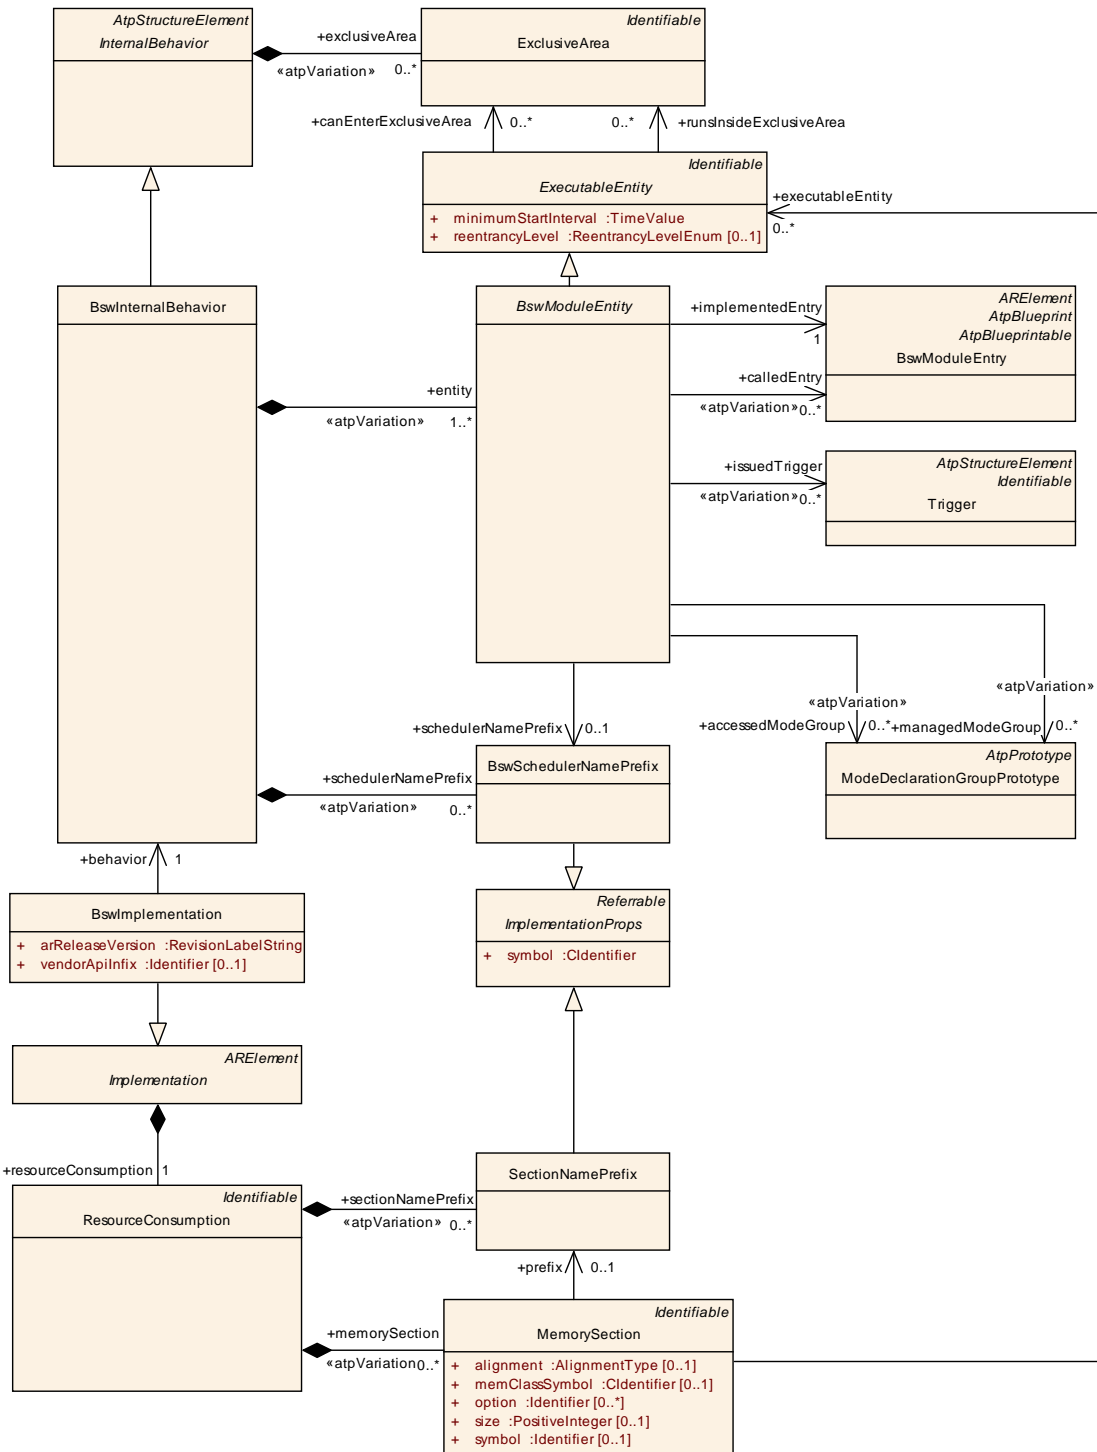 AtpStructureElement
InternalBehavior
+exclusiveArea
«atpVariation»
0..*
Identifiable
ExclusiveArea
+canEnterExclusiveArea
0..*
0..*
+runsInsideExclusiveArea
Identifiable
ExecutableEntity
+ minimumStartInterval :TimeValue
+ reentrancyLevel :ReentrancyLevelEnum [0..1]
+executableEntity
0..*
BswInternalBehavior
BswModuleEntity
+implementedEntry
1
ARElement
AtpBlueprint
AtpBlueprintable
BswModuleEntry
+calledEntry
«atpVariation»
0..*
+entity
«atpVariation»
1..*
+issuedTrigger
«atpVariation»
0..*
AtpStructureElement
Identifiable
Trigger
«atpVariation»
«atpVariation»
+accessedModeGroup
0..*
+managedModeGroup
0..*
+schedulerNamePrefix
0..1
AtpPrototype
ModeDeclarationGroupPrototype
BswSchedulerNamePrefix
+schedulerNamePrefix
«atpVariation»
0..*
+behavior
1
BswImplementation
+ arReleaseVersion :RevisionLabelString
+ vendorApiInfix :Identifier [0..1]
Referrable
ImplementationProps
+ symbol :CIdentifier
ARElement
Implementation
+resourceConsumption
1
Identifiable
ResourceConsumption
SectionNamePrefix
+sectionNamePrefix
«atpVariation»
0..*
+prefix
0..1
Identifiable
MemorySection
+ alignment :AlignmentType [0..1]
+ memClassSymbol :CIdentifier [0..1]
+ option :Identifier [0..*]
+ size :PositiveInteger [0..1]
+ symbol :Identifier [0..1]
+memorySection
«atpVariation
0..*